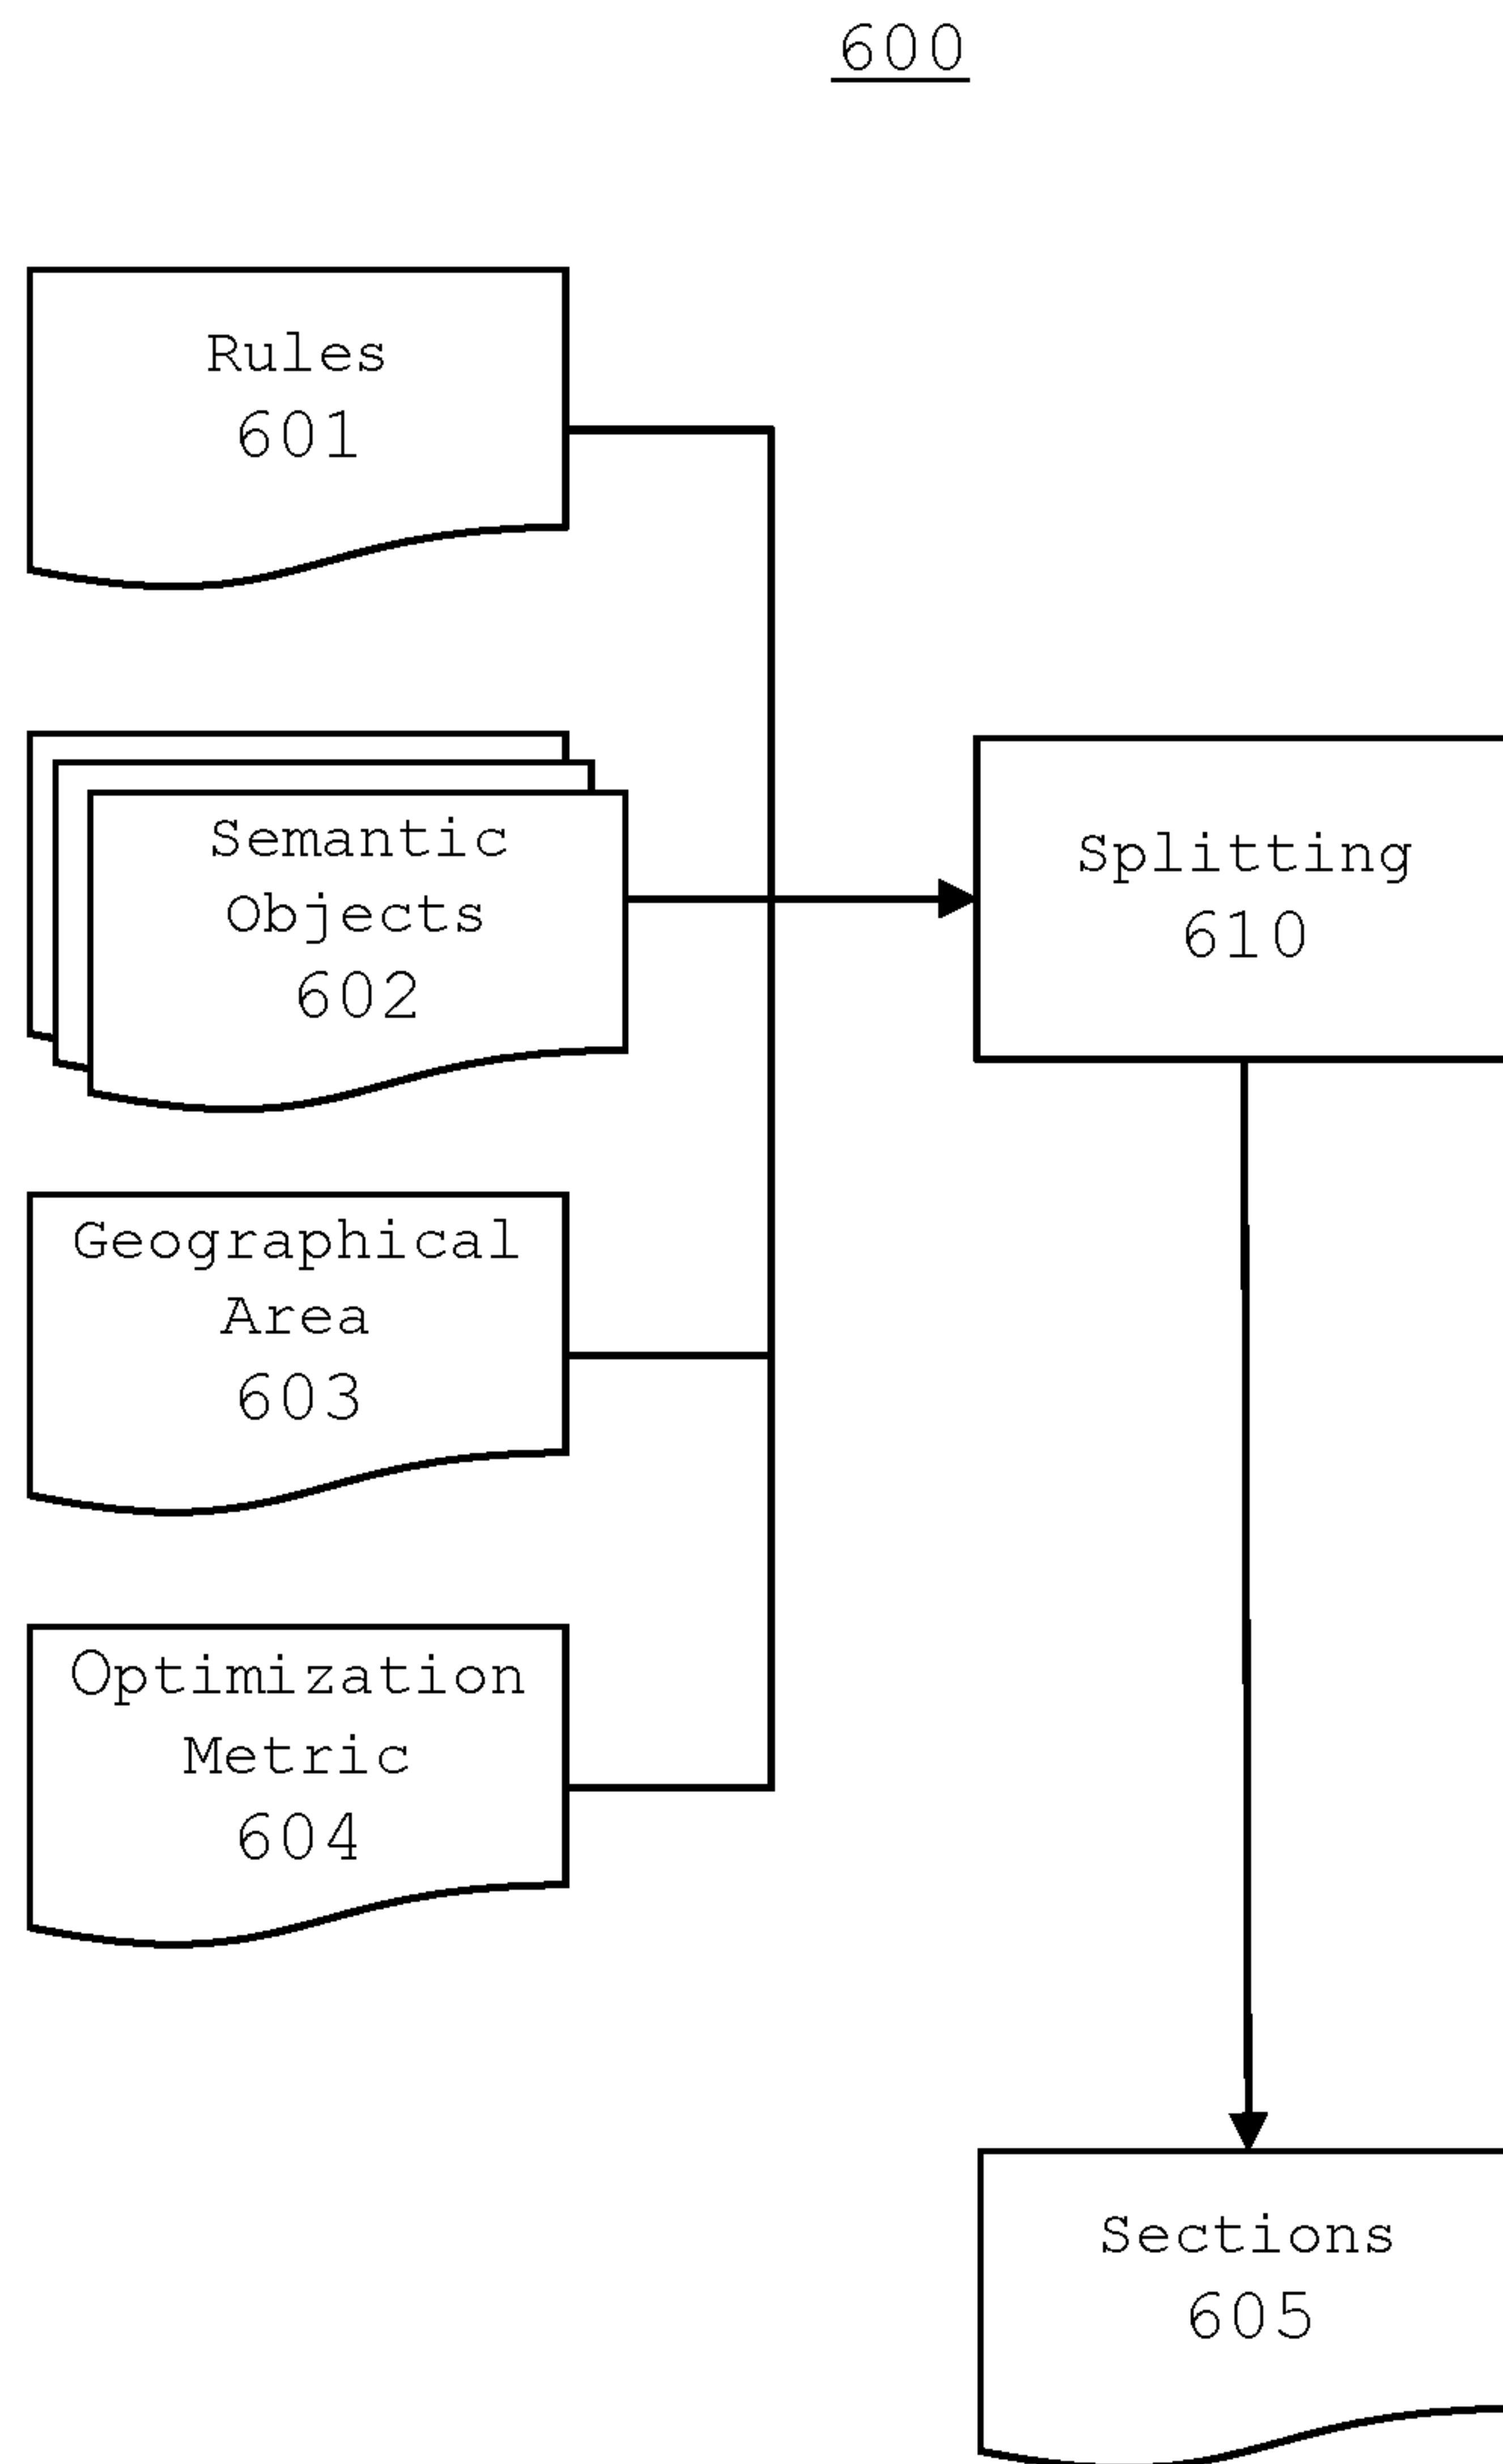 600
Rules
601
Semantic
Objects
602
Splitting
610
Geographical
Area
603
Optimization
Metric
604
Sections
605